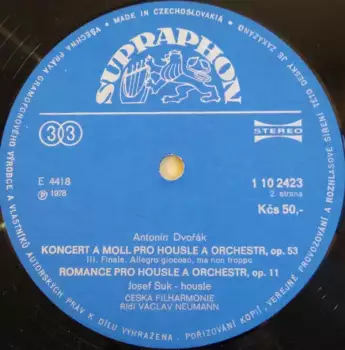 • MADE IN CZECHOSLOVAKIA • VŠECHNA PRÁVA GRAMOFONOVÉHO VÝROBCE A VLASTNÍKŮ AUTORSKÝCH PRÁV K DÍLU VYHRAZENA. POŘIZOVÁNÍ KOPIÍ, VEŘEJNÉ PROVOZOVÁNÍ A ROZHLASOVÉ ŠÍŘENÍ TÉTO DESKY JE ZAKÁZÁNO
SUPRAPHON
33
STEREO
E 4418
1 10 2423
℗ 1978
2. strana
Kčs 50,-
Antonín Dvořák
KONCERT A MOLL PRO HOUSLE A ORCHESTR, op. 53
III. Finale. Allegro giocoso, ma non troppo
ROMANCE PRO HOUSLE A ORCHESTR, op. 11
Josef Suk - housle
ČESKÁ FILHARMONIE
Řídí VÁCLAV NEUMANN